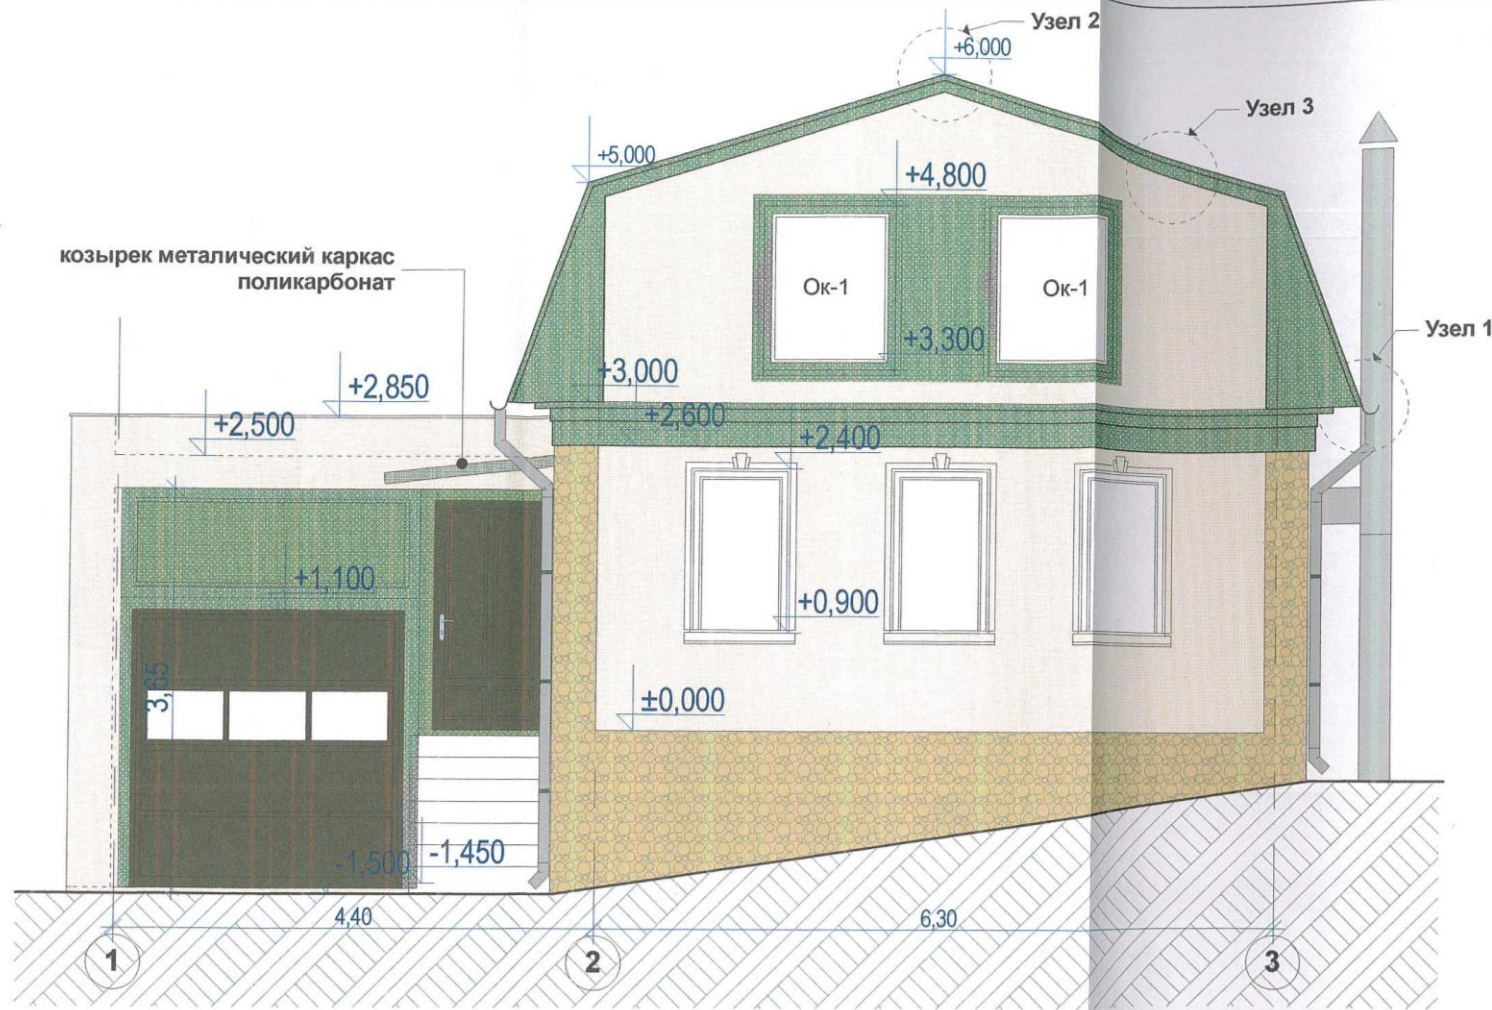 Узел 2
+6,000
Узел 3
+5,000
+4,800
козырек металический каркас
поликарбонат
Ок-1
Ок-1
Узел 1
+3,300
+3,000
+2,850
+2,600
+2,500
+2,400
+1,100
+0,900
3,65
±0,000
-1,500
-1,450
4,40
6,30
1
2
3